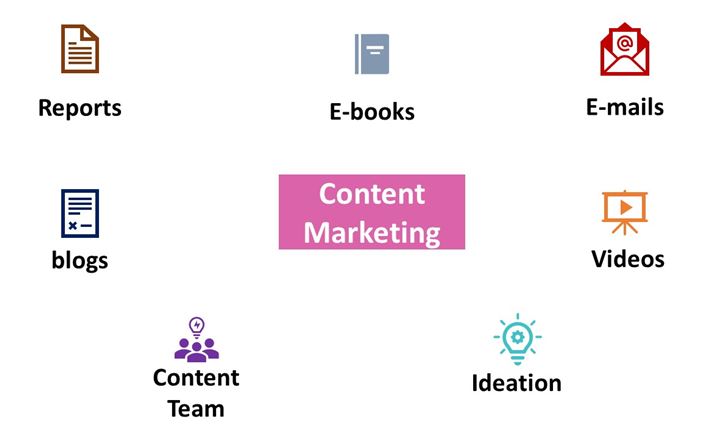 Reports
E-books
E-mails
Content
Marketing
blogs
Videos
Content
Team
Ideation